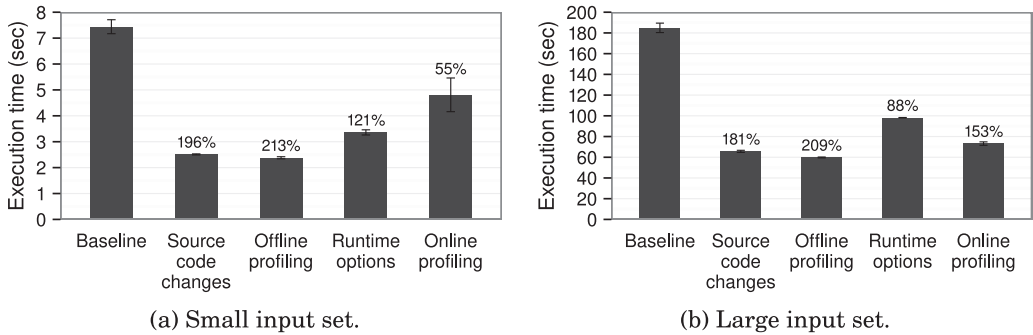 Execution time (sec)
8
7
6
5
4
3
2
1
0
196%
213%
121%
55%
Baseline
Source
code
changes
Offline
profiling
Runtime
options
Online
profiling
(a) Small input set.
Execution time (sec)
200
180
160
140
120
100
80
60
40
20
0
181%
209%
88%
153%
Baseline
Source
code
changes
Offline
profiling
Runtime
options
Online
profiling
(b) Large input set.